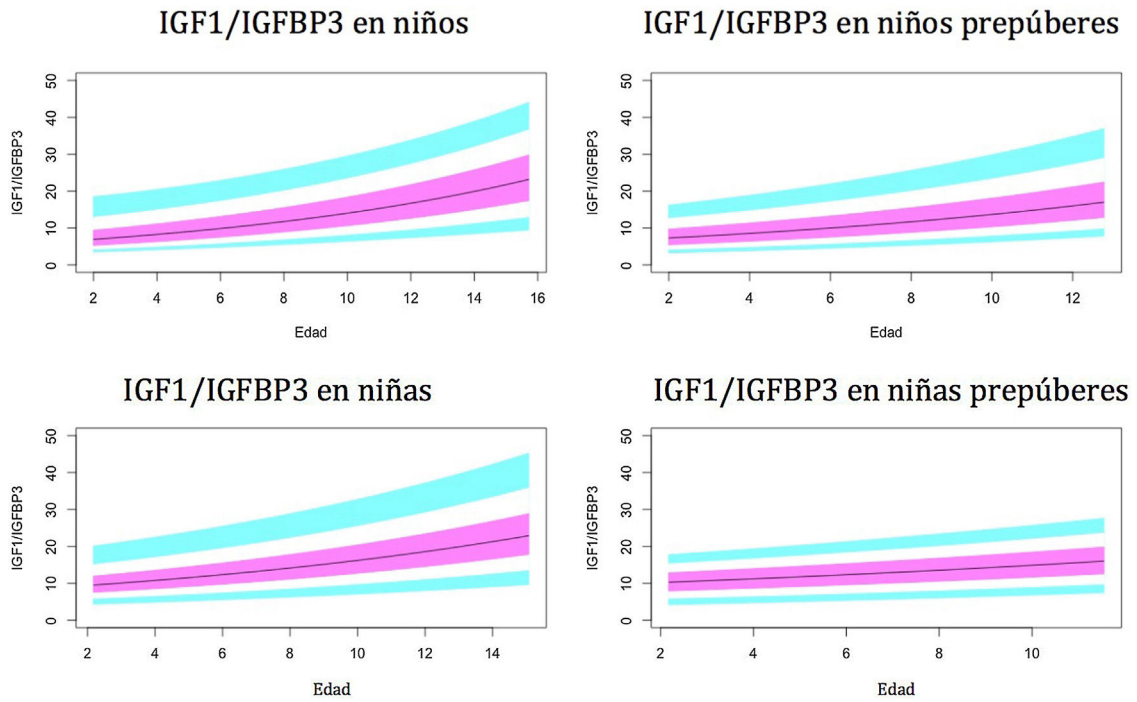 IGF1/IGFBP3 en niños
IGF1/IGFBP3
50
40
30
20
10
0
2 4 6 8 10 12 14 16
Edad
IGF1/IGFBP3 en niños prepúberes
IGF1/IGFBP3
50
40
30
20
10
0
2 4 6 8 10 12
Edad
IGF1/IGFBP3 en niñas
IGF1/IGFBP3
50
40
30
20
10
0
2 4 6 8 10 12 14
Edad
IGF1/IGFBP3 en niñas prepúberes
IGF1/IGFBP3
50
40
30
20
10
0
2 4 6 8 10
Edad